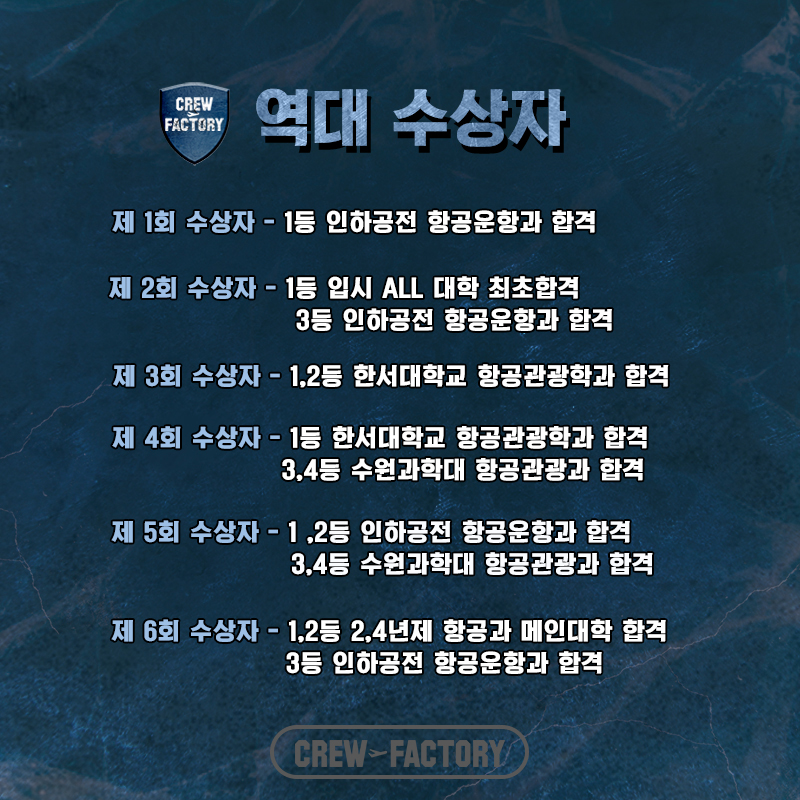 CREW
FACTORY
역대 수상자
제 1회 수상자 - 1등 인하공전 항공운항과 합격
제 2회 수상자 - 1등 입시 ALL 대학 최초합격
3등 인하공전 항공운항과 합격
제 3회 수상자 - 1,2등 한서대학교 항공관광학과 합격
제 4회 수상자 - 1등 한서대학교 항공관광학과 합격
3,4등 수원과학대 항공관광과 합격
제 5회 수상자 - 1 ,2등 인하공전 항공운항과 합격
3,4등 수원과학대 항공관광과 합격
제 6회 수상자 - 1,2등 2,4년제 항공과 메인대학 합격
3등 인하공전 항공운항과 합격
CREW FACTORY